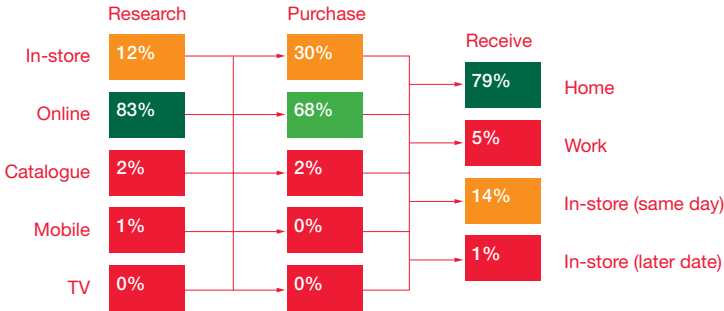 Research Purchase
Receive
In-store 12% 30%
79% Home
Online 83% 68%
5% Work
Catalogue 2% 2%
14% In-store (same day)
Mobile 1% 0%
1% In-store (later date)
TV 0% 0%